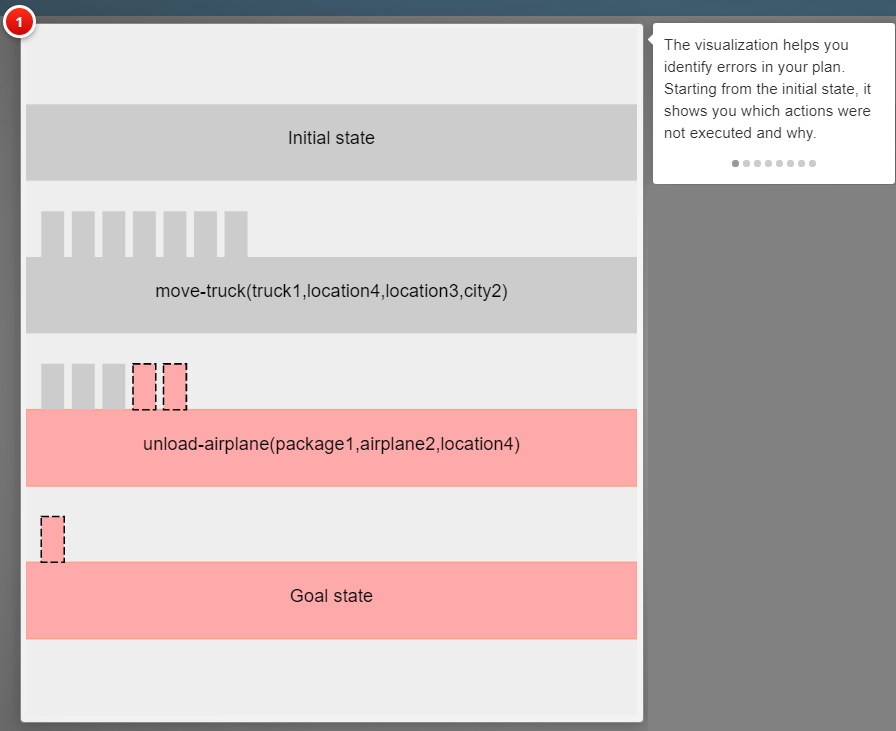 1
The visualization helps you
identify errors in your plan.
Starting from the initial state, it
shows you which actions were
not executed and why.
Initial state
move-truck(truck1,location4,location3,city2)
unload-airplane(package1,airplane2,location4)
Goal state